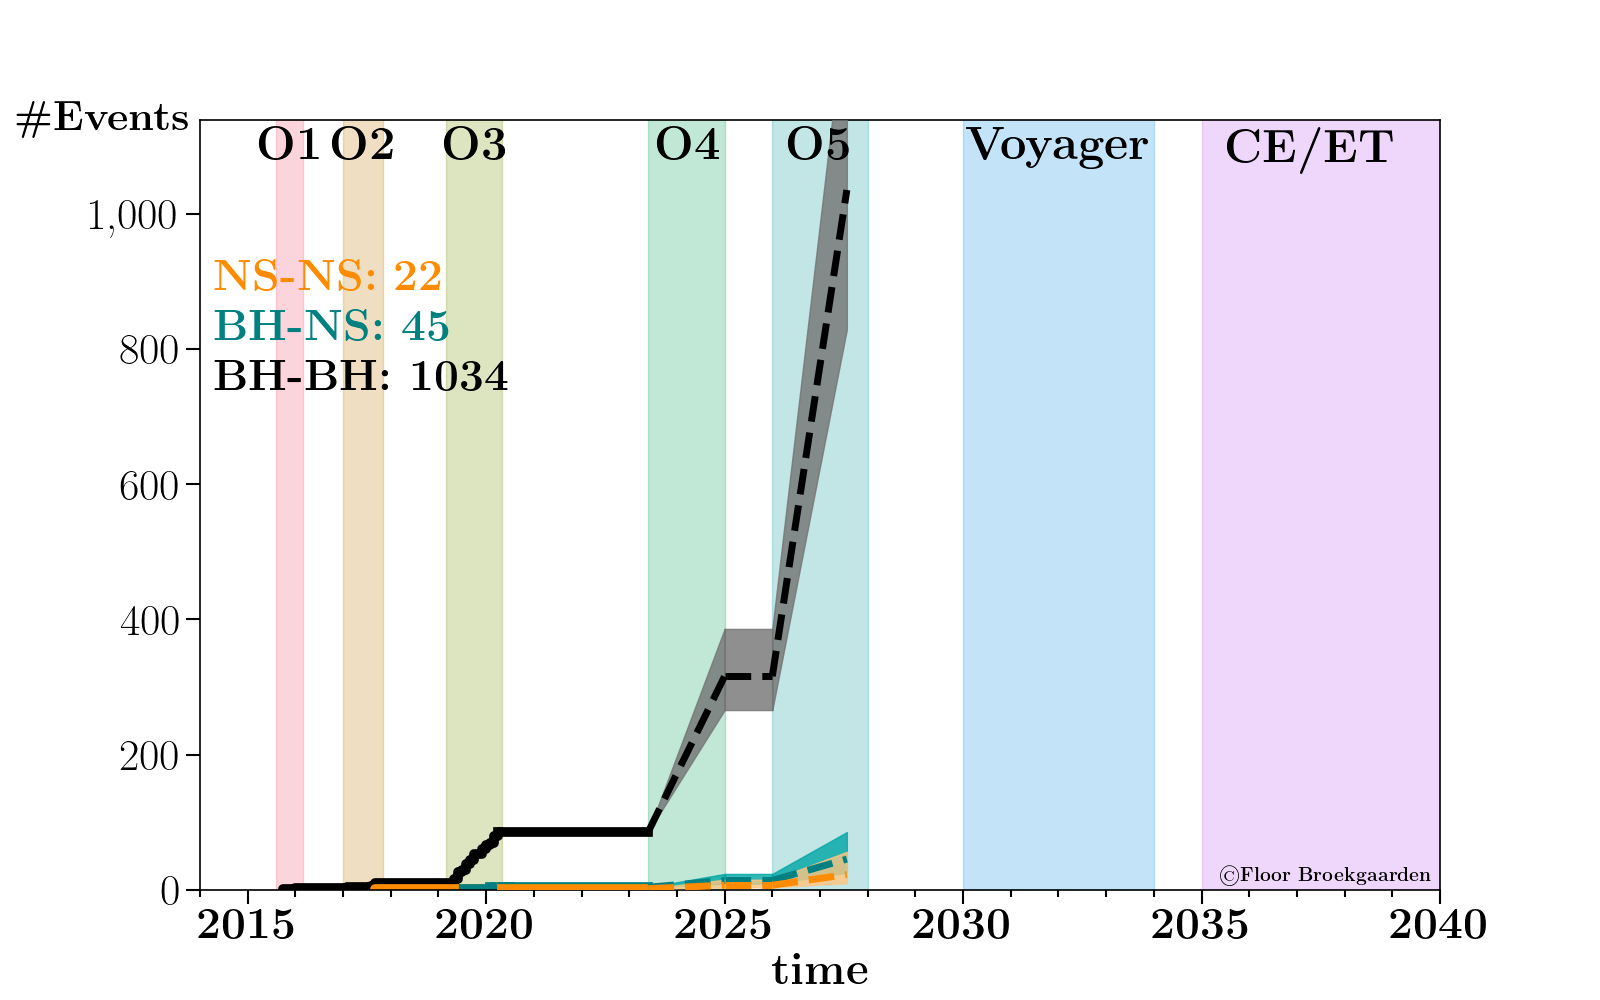 #Events
O1 O2 O3 O4 O5 Voyager CE/ET
1,000
NS-NS: 22
BH-NS: 45
800
BH-BH: 1034
600
400
200
0
©Floor Broekgaarden
2015 2020 2025 2030 2035 2040
time